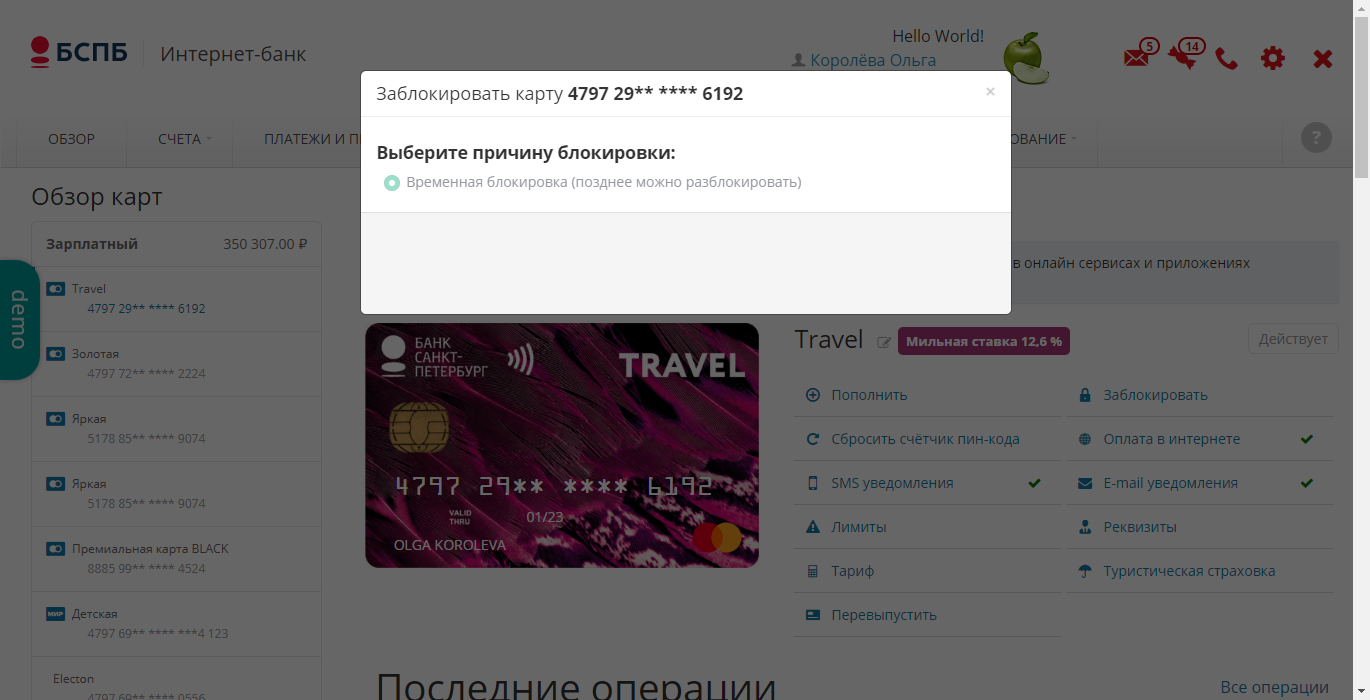 БСПБ
Интернет-банк
Hello World!
Королёва Ольга
5
14
Заблокировать карту 4797 29** **** 6192
×
Выберите причину блокировки:
Временная блокировка (позднее можно разблокировать)
ОБЗОР
СЧЕТА
ПЛАТЕЖИ И П
ОВАНИЕ
?
Обзор карт
Зарплатный 350 307.00 ₽
Travel
4797 29** **** 6192
Золотая
4797 72** **** 2224
Яркая
5178 85** **** 9074
Яркая
5178 85** **** 9074
Премиальная карта BLACK
8885 99** **** 4524
МИР Детская
4797 69** **** ***4 123
Electon
4797 69** **** 0556
demo
в онлайн сервисах и приложениях
БАНК
САНКТ-
ПЕТЕРБУРГ
TRAVEL
4797 29** **** 6192
VALID
THRU
01/23
OLGA KOROLEVA
Travel
Мильная ставка 12,6 %
Действует
Пополнить
Заблокировать
Сбросить счётчик пин-кода
Оплата в интернете
SMS уведомления
E-mail уведомления
Лимиты
Реквизиты
Тариф
Туристическая страховка
Перевыпустить
Последние операции
Все операции